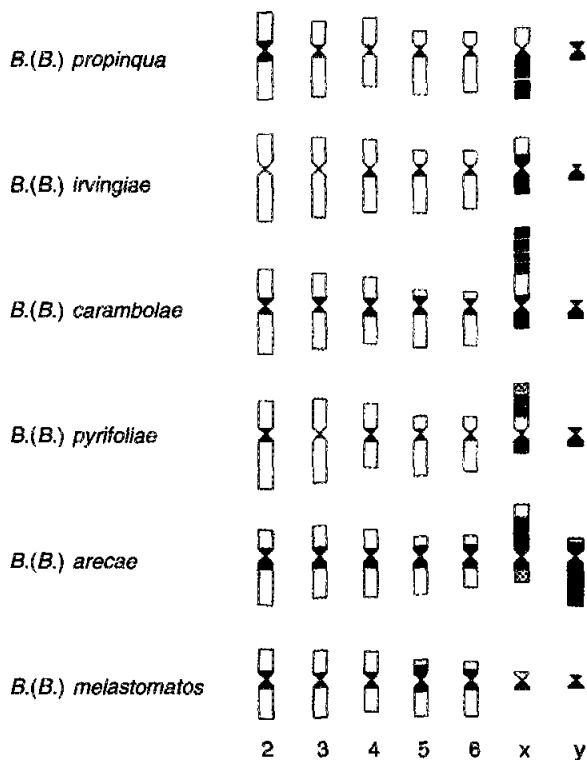 B.(B.) propinqua
B.(B.) irvingiae
B.(B.) carambolae
B.(B.) pyrifoliae
B.(B.) arecae
B.(B.) melastomatos
2 3 4 5 6 x y